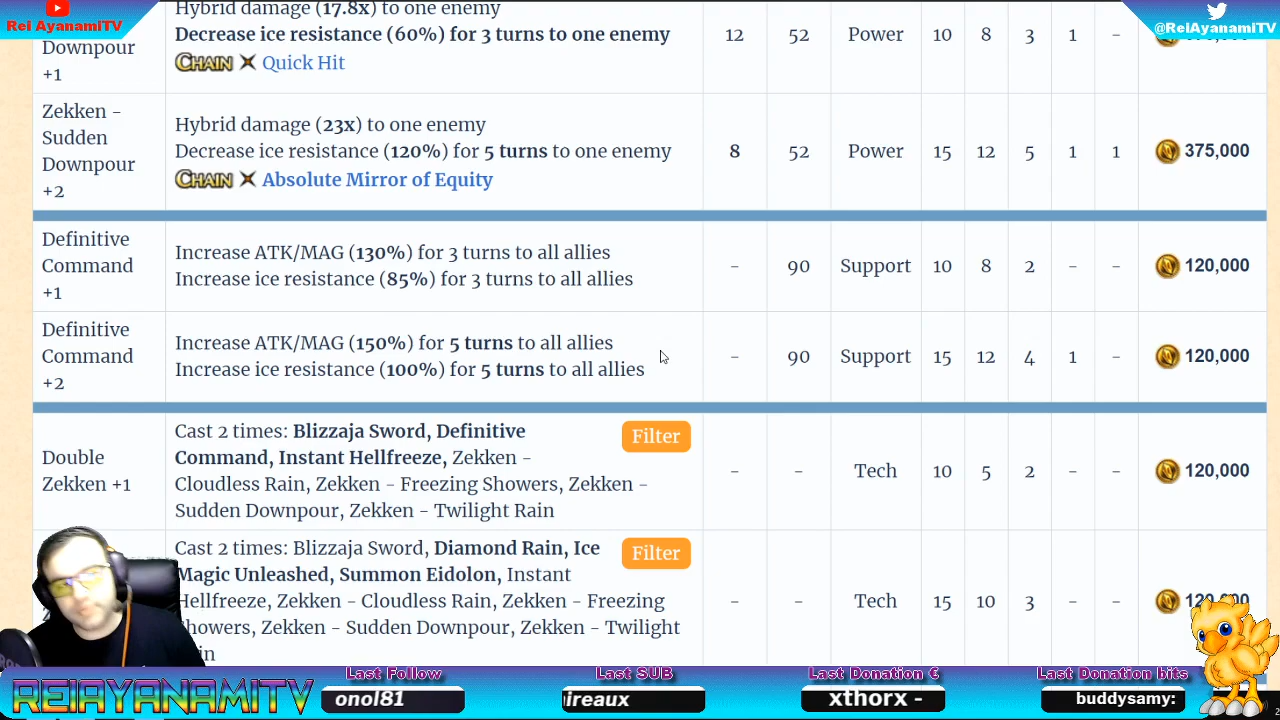 Rei AyanamiTV
@ReiAyanamiTV
Hybrid damage (17.8x) to one enemy
Downpour
+1
Decrease ice resistance (60%) for 3 turns to one enemy
CHAIN Quick Hit
12 52 Power 10 8 3 1 -
Zekken -
Sudden
Downpour
+2
Hybrid damage (23x) to one enemy
Decrease ice resistance (120%) for 5 turns to one enemy
CHAIN Absolute Mirror of Equity
8 52 Power 15 12 5 1 1 375,000
Definitive
Command
+1
Increase ATK/MAG (130%) for 3 turns to all allies
Increase ice resistance (85%) for 3 turns to all allies
- 90 Support 10 8 2 - - 120,000
Definitive
Command
+2
Increase ATK/MAG (150%) for 5 turns to all allies
Increase ice resistance (100%) for 5 turns to all allies
- 90 Support 15 12 4 1 - 120,000
Double
Zekken +1
Cast 2 times: Blizzaja Sword, Definitive
Command, Instant Hellfreeze, Zekken -
Cloudless Rain, Zekken - Freezing Showers, Zekken -
Sudden Downpour, Zekken - Twilight Rain
Filter
- - Tech 10 5 2 - - 120,000
Cast 2 times: Blizzaja Sword, Diamond Rain, Ice
Magic Unleashed, Summon Eidolon, Instant
Hellfreeze, Zekken - Cloudless Rain, Zekken - Freezing
Showers, Zekken - Sudden Downpour, Zekken - Twilight
Filter
- - Tech 15 10 3 - -
REIAYANAMITV
Last Follow
onol81
Last SUB
ireaux
Last Donation €
xthorx -
Last Donation bits
buddysamy: